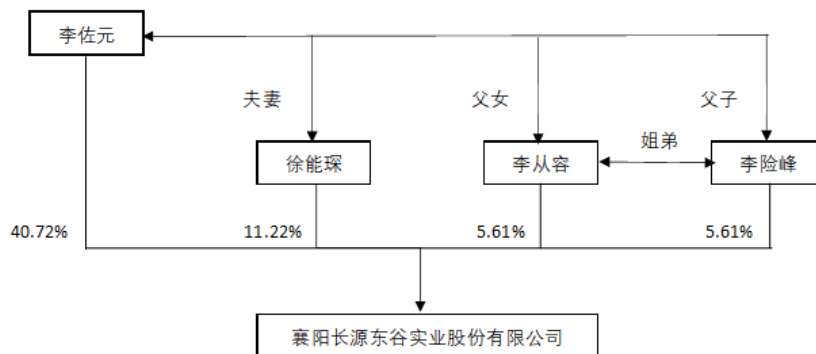 李佐元
夫妻
父女
父子
徐能琛
李从容
姐弟
李险峰
40.72%
11.22%
5.61%
5.61%
襄阳长源东谷实业股份有限公司